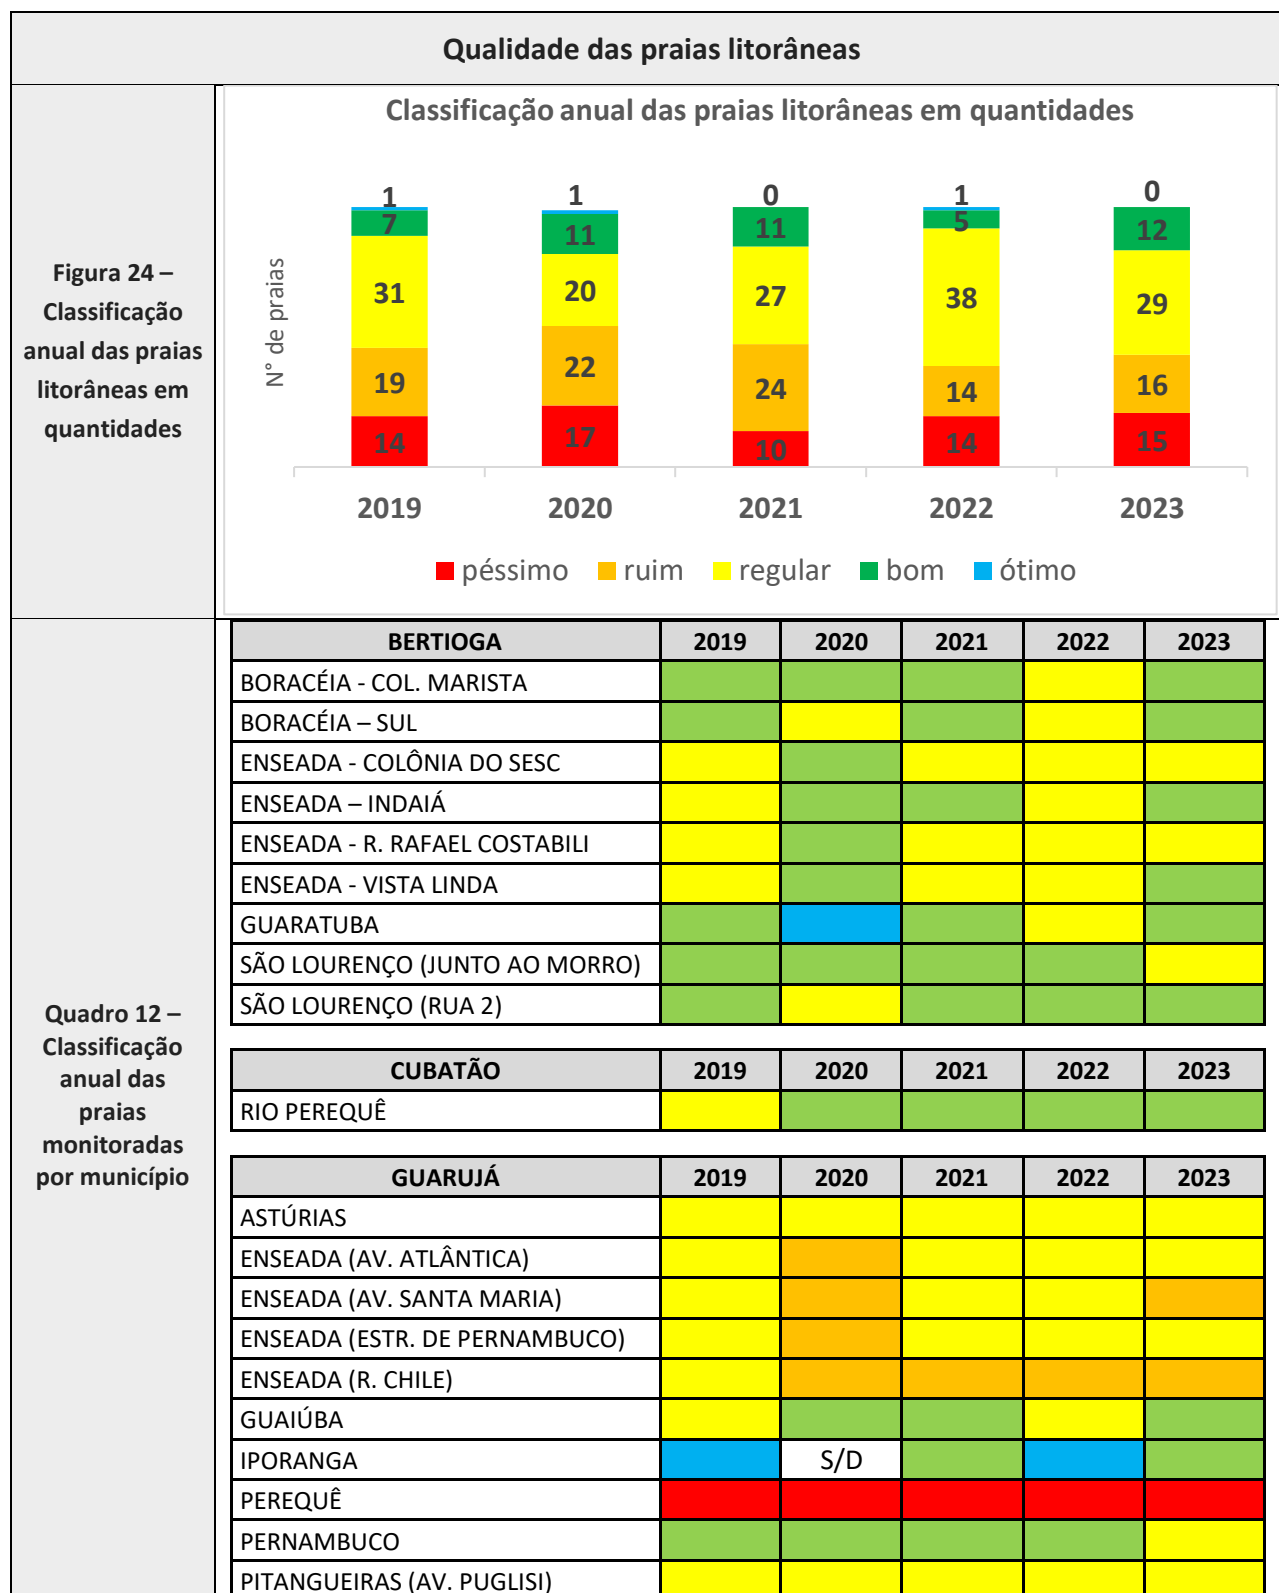 Qualidade das praias litorâneas
Figura 24 –
Classificação
anual das praias
litorâneas em
quantidades
Classificação anual das praias litorâneas em quantidades
N° de praias
1 1 0 1 0
7 11 11 5 12
31 20 27 38 29
19 22 24 14 16
14 17 10 14 15
2019 2020 2021 2022 2023
péssimo ruim regular bom ótimo
Quadro 12 –
Classificação
anual das
praias
monitoradas
por município
BERTIOGA 2019 2020 2021 2022 2023
BORACÉIA - COL. MARISTA
BORACÉIA – SUL
ENSEADA - COLÔNIA DO SESC
ENSEADA – INDAIÁ
ENSEADA - R. RAFAEL COSTABILI
ENSEADA - VISTA LINDA
GUARATUBA
SÃO LOURENÇO (JUNTO AO MORRO)
SÃO LOURENÇO (RUA 2)
CUBATÃO 2019 2020 2021 2022 2023
RIO PEREQUÊ
GUARUJÁ 2019 2020 2021 2022 2023
ASTÚRIAS
ENSEADA (AV. ATLÂNTICA)
ENSEADA (AV. SANTA MARIA)
ENSEADA (ESTR. DE PERNAMBUCO)
ENSEADA (R. CHILE)
GUAIÚBA
IPORANGA S/D
PEREQUÊ
PERNAMBUCO
PITANGUEIRAS (AV. PUGLISI)